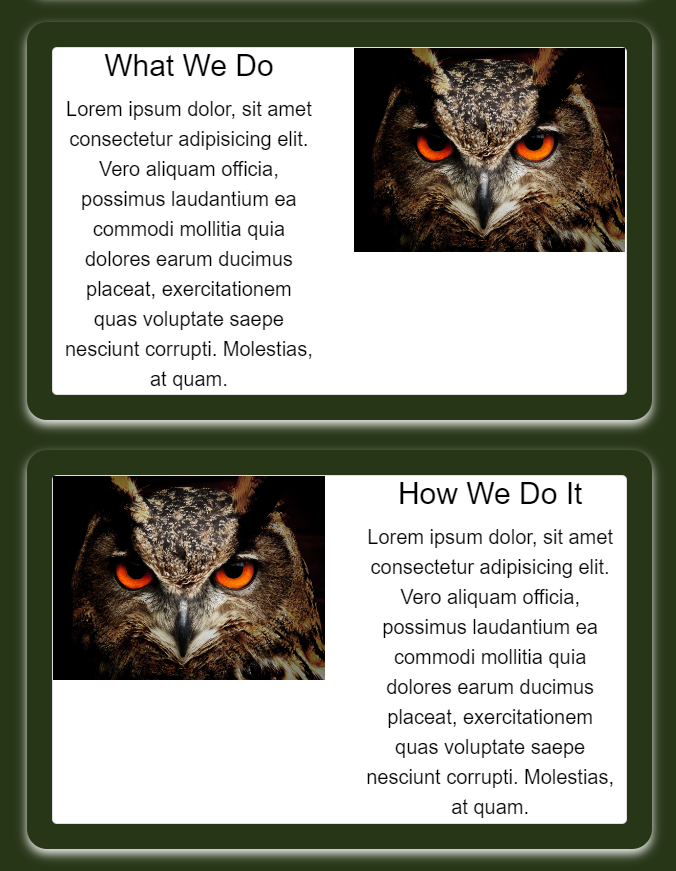 What We Do
Lorem ipsum dolor, sit amet
consectetur adipisicing elit.
Vero aliquam officia,
possimus laudantium ea
commodi mollitia quia
dolores earum ducimus
placeat, exercitationem
quas voluptate saepe
nesciunt corrupti. Molestias,
at quam.
How We Do It
Lorem ipsum dolor, sit amet
consectetur adipisicing elit.
Vero aliquam officia,
possimus laudantium ea
commodi mollitia quia
dolores earum ducimus
placeat, exercitationem
quas voluptate saepe
nesciunt corrupti. Molestias,
at quam.